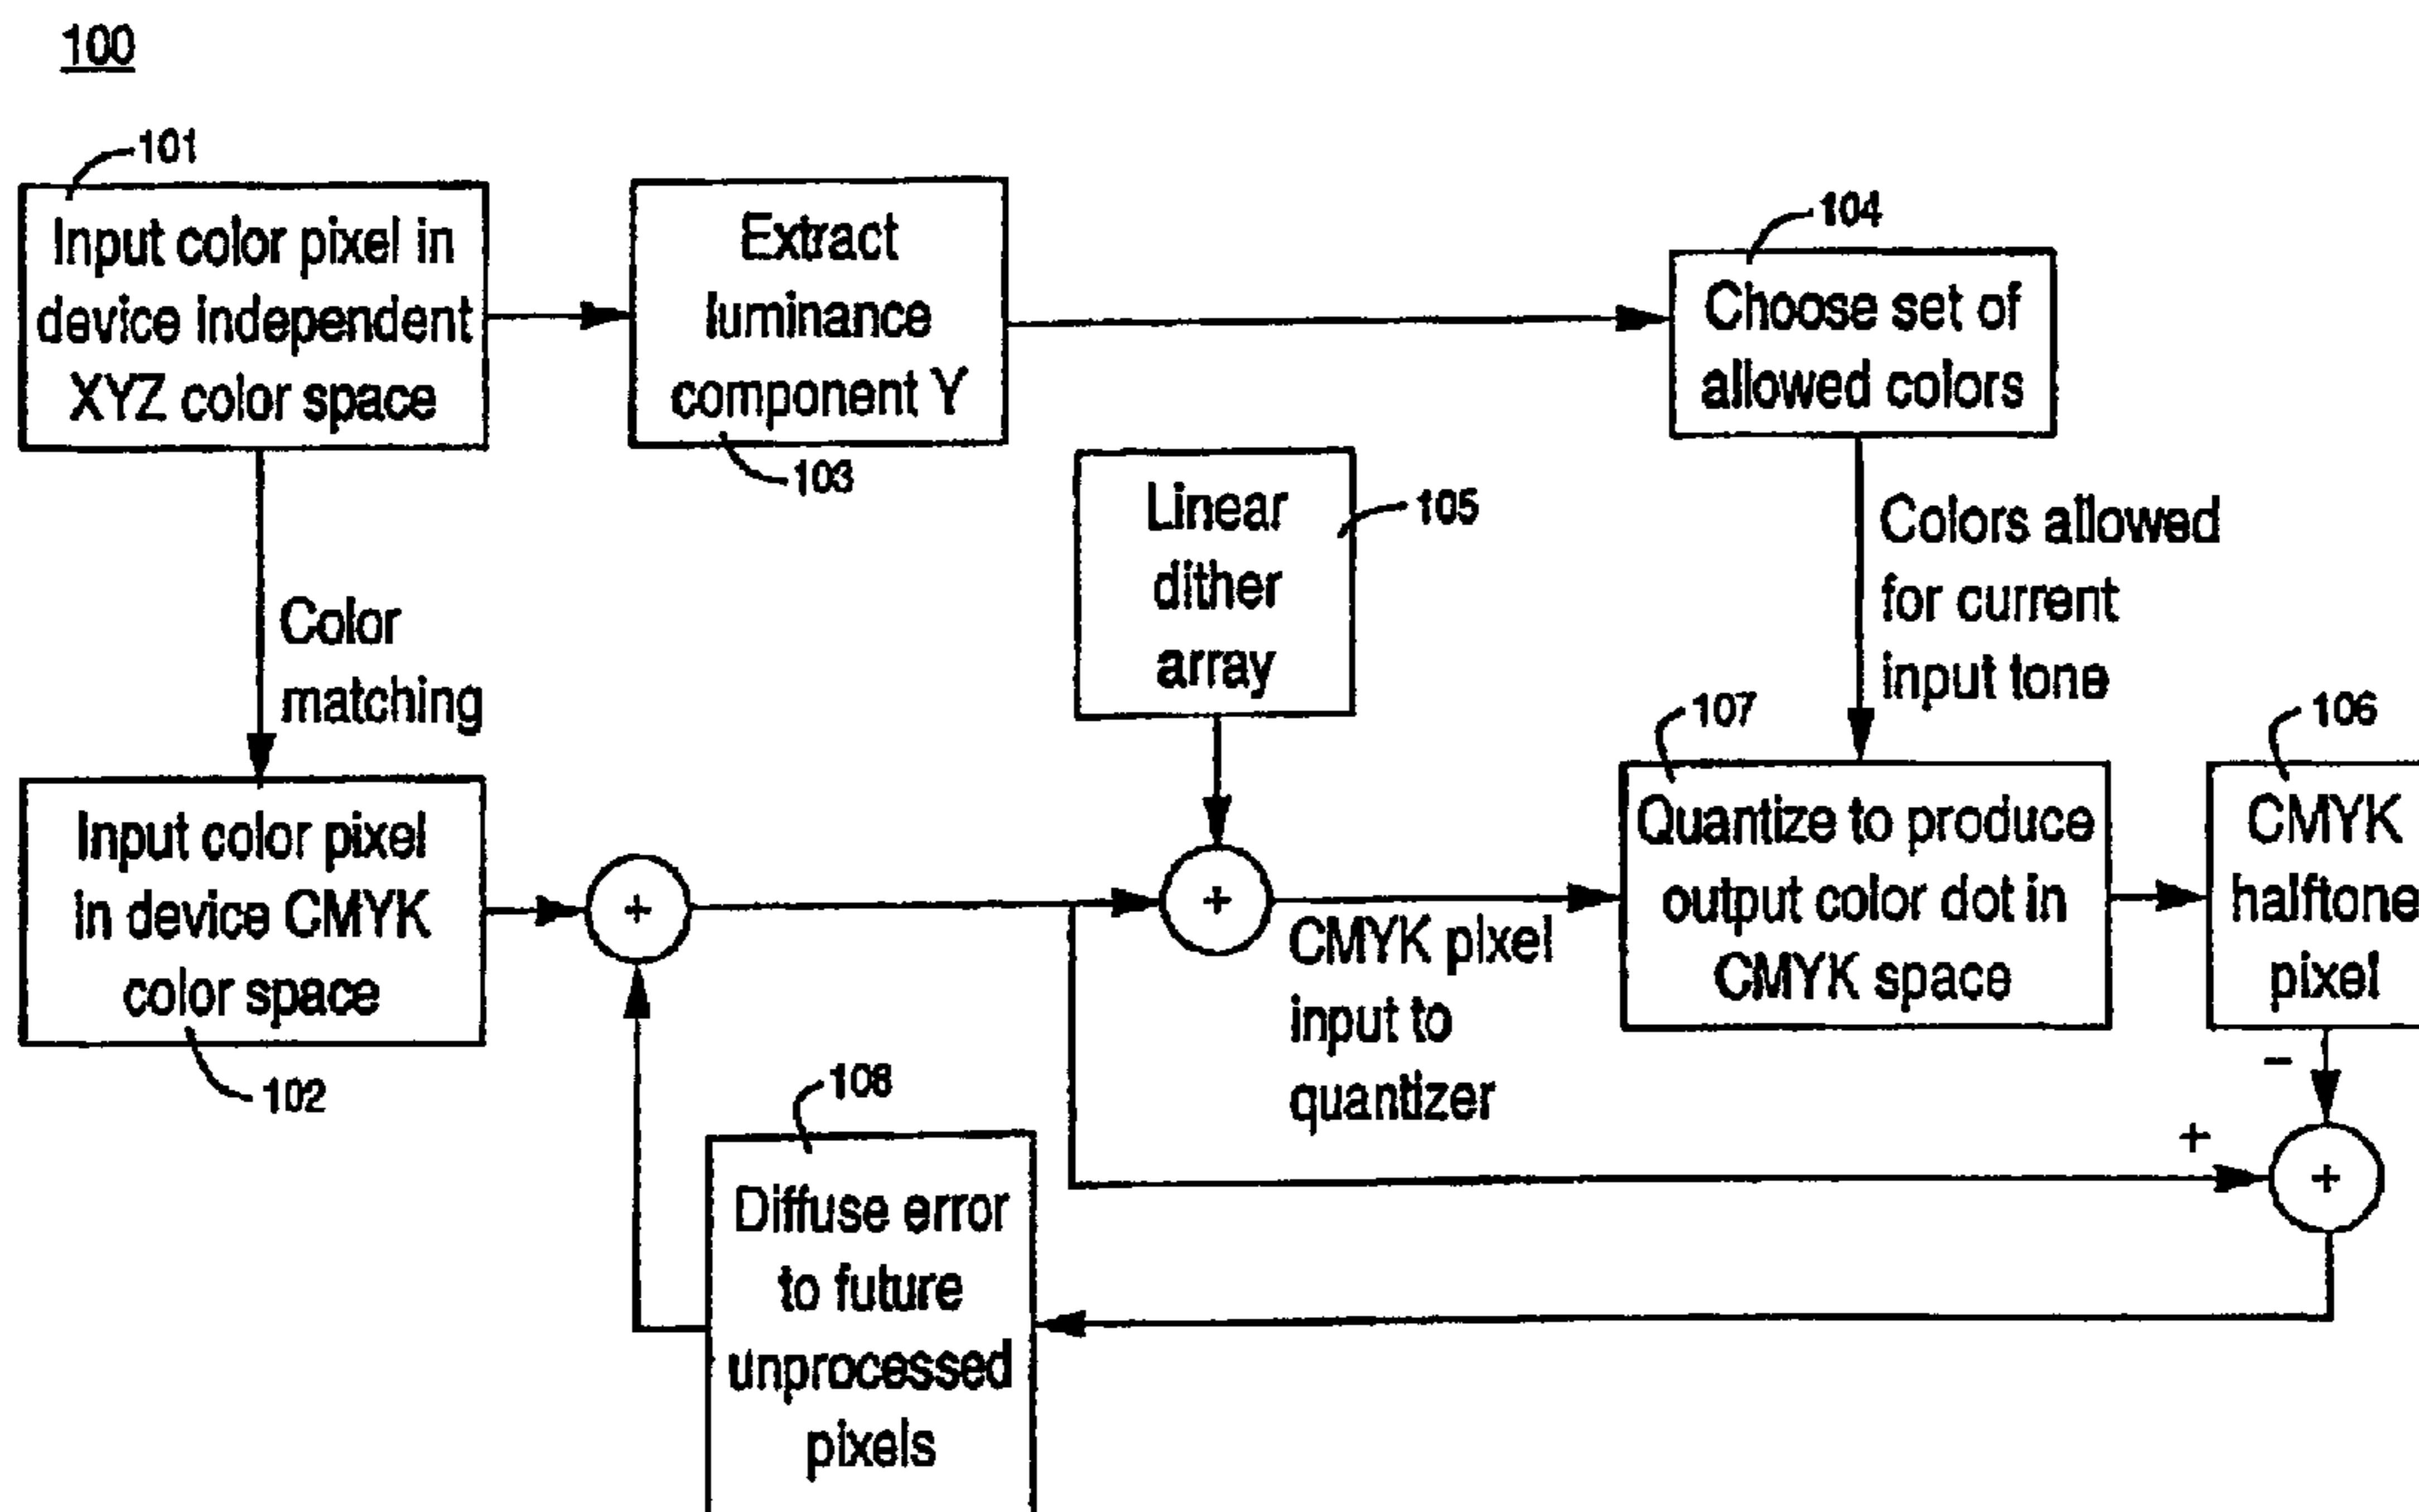 100
101
Input color pixel in
device independent
XYZ color space
Extract
luminance
component Y
103
104
Choose set of
allowed colors
Linear
dither
array
105
Colors allowed
for current
input tone
Color
matching
Input color pixel
in device CMYK
color space
102
+
+
CMYK pixel
input to
quantizer
107
Quantize to produce
output color dot in
CMYK space
106
CMYK
halftone
pixel
−
+
+
108
Diffuse error
to future
unprocessed
pixels